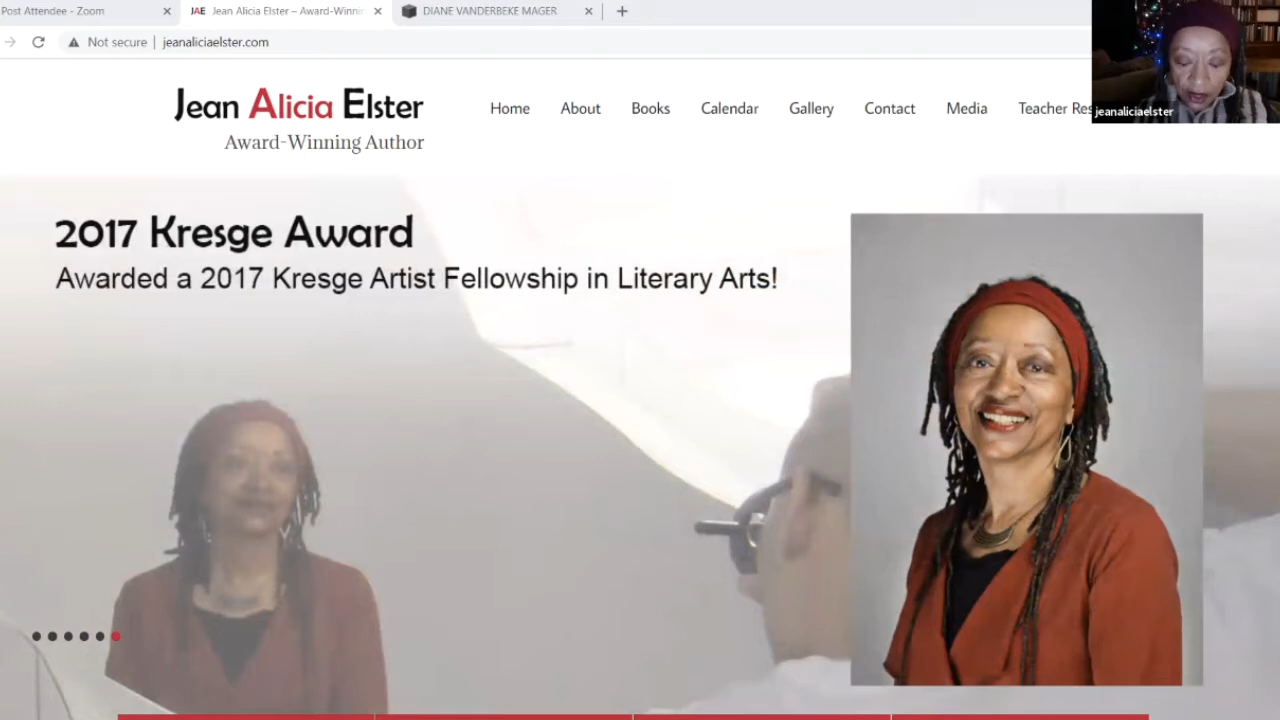 Post Attendee - Zoom
JAE Jean Alicia Elster – Award-Winnin
DIANE VANDERBEKE MAGER
Not secure | jeanaliciaelster.com
jeanaliciaelster
Jean Alicia Elster
Award-Winning Author
Home About Books Calendar Gallery Contact Media Teacher Res
2017 Kresge Award
Awarded a 2017 Kresge Artist Fellowship in Literary Arts!